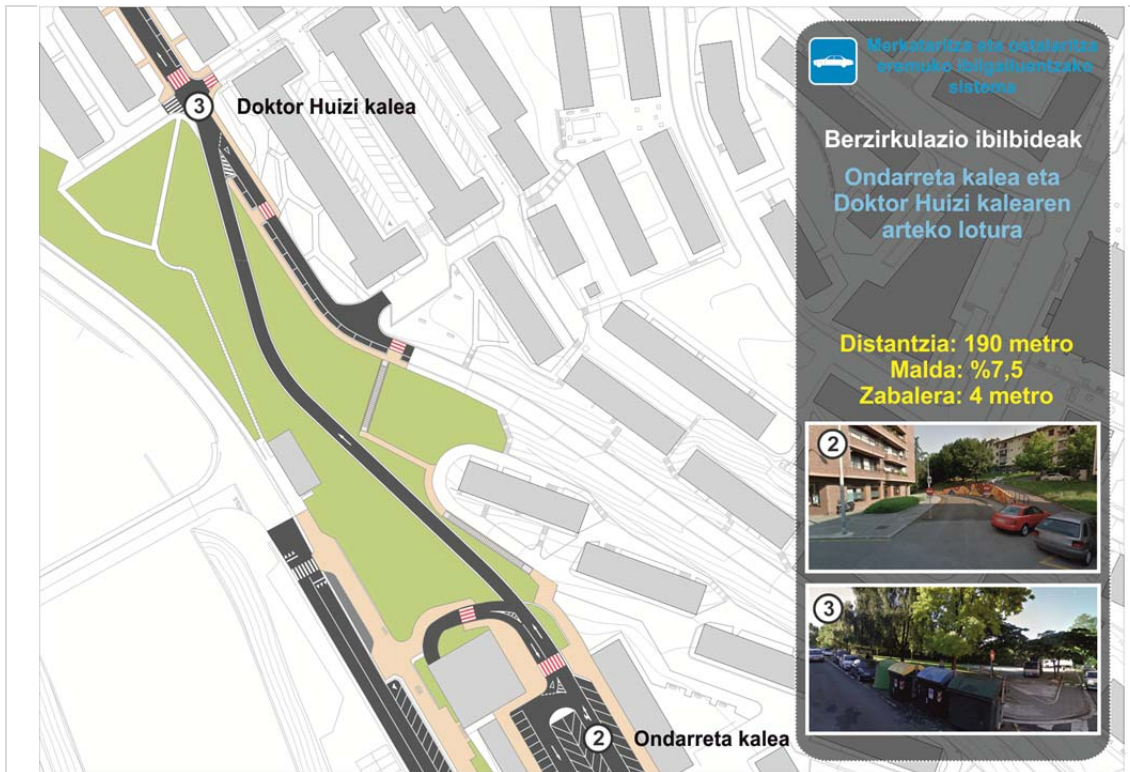 3
Doktor Huizi kalea
2
Ondarreta kalea
Merkataritza eta ostalaritza
eremuko ibilgailuentzako
sistema
Berzirkulazio ibilbideak
Ondarreta kalea eta
Doktor Huizi kalearen
arteko lotura
Distantzia: 190 metro
Malda: %7,5
Zabalera: 4 metro
2
3